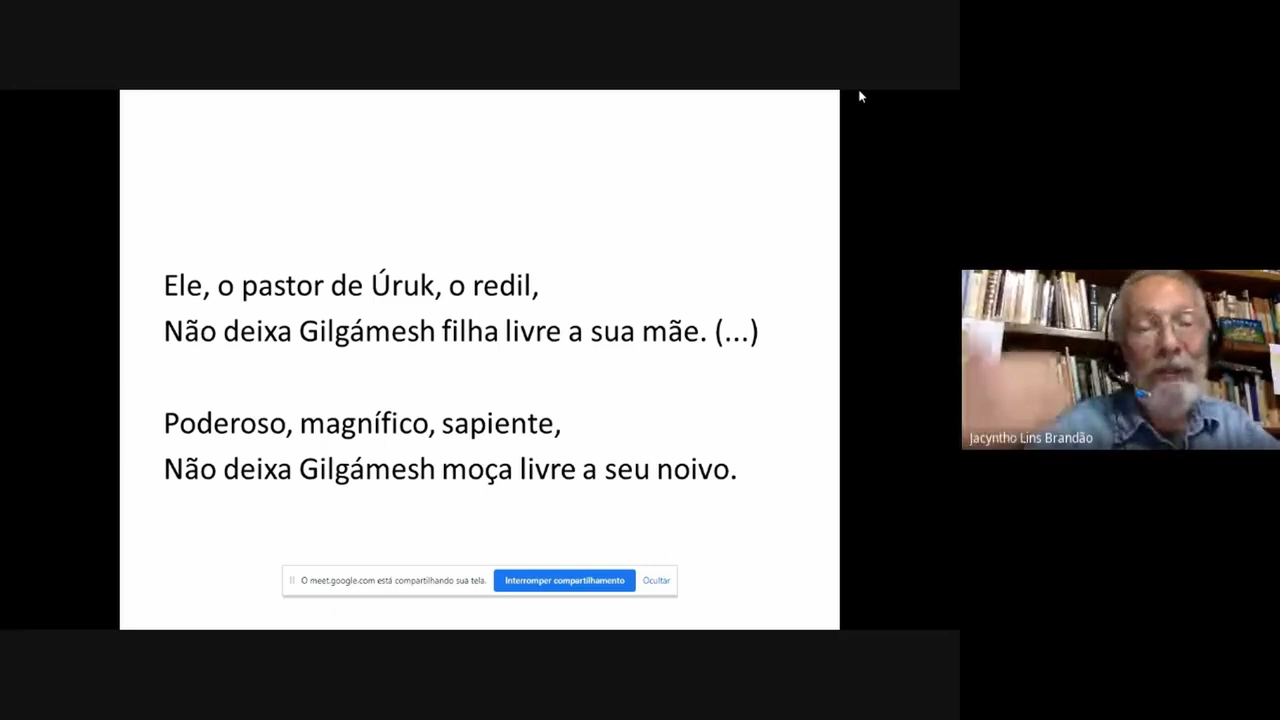 Ele, o pastor de Úruk, o redil,
Não deixa Gilgámesh filha livre a sua mãe. (...)
Poderoso, magnífico, sapiente,
Não deixa Gilgámesh moça livre a seu noivo.
O meet.google.com está compartilhando sua tela. Interromper compartilhamento Ocultar
Jacyntho Lins Brandão